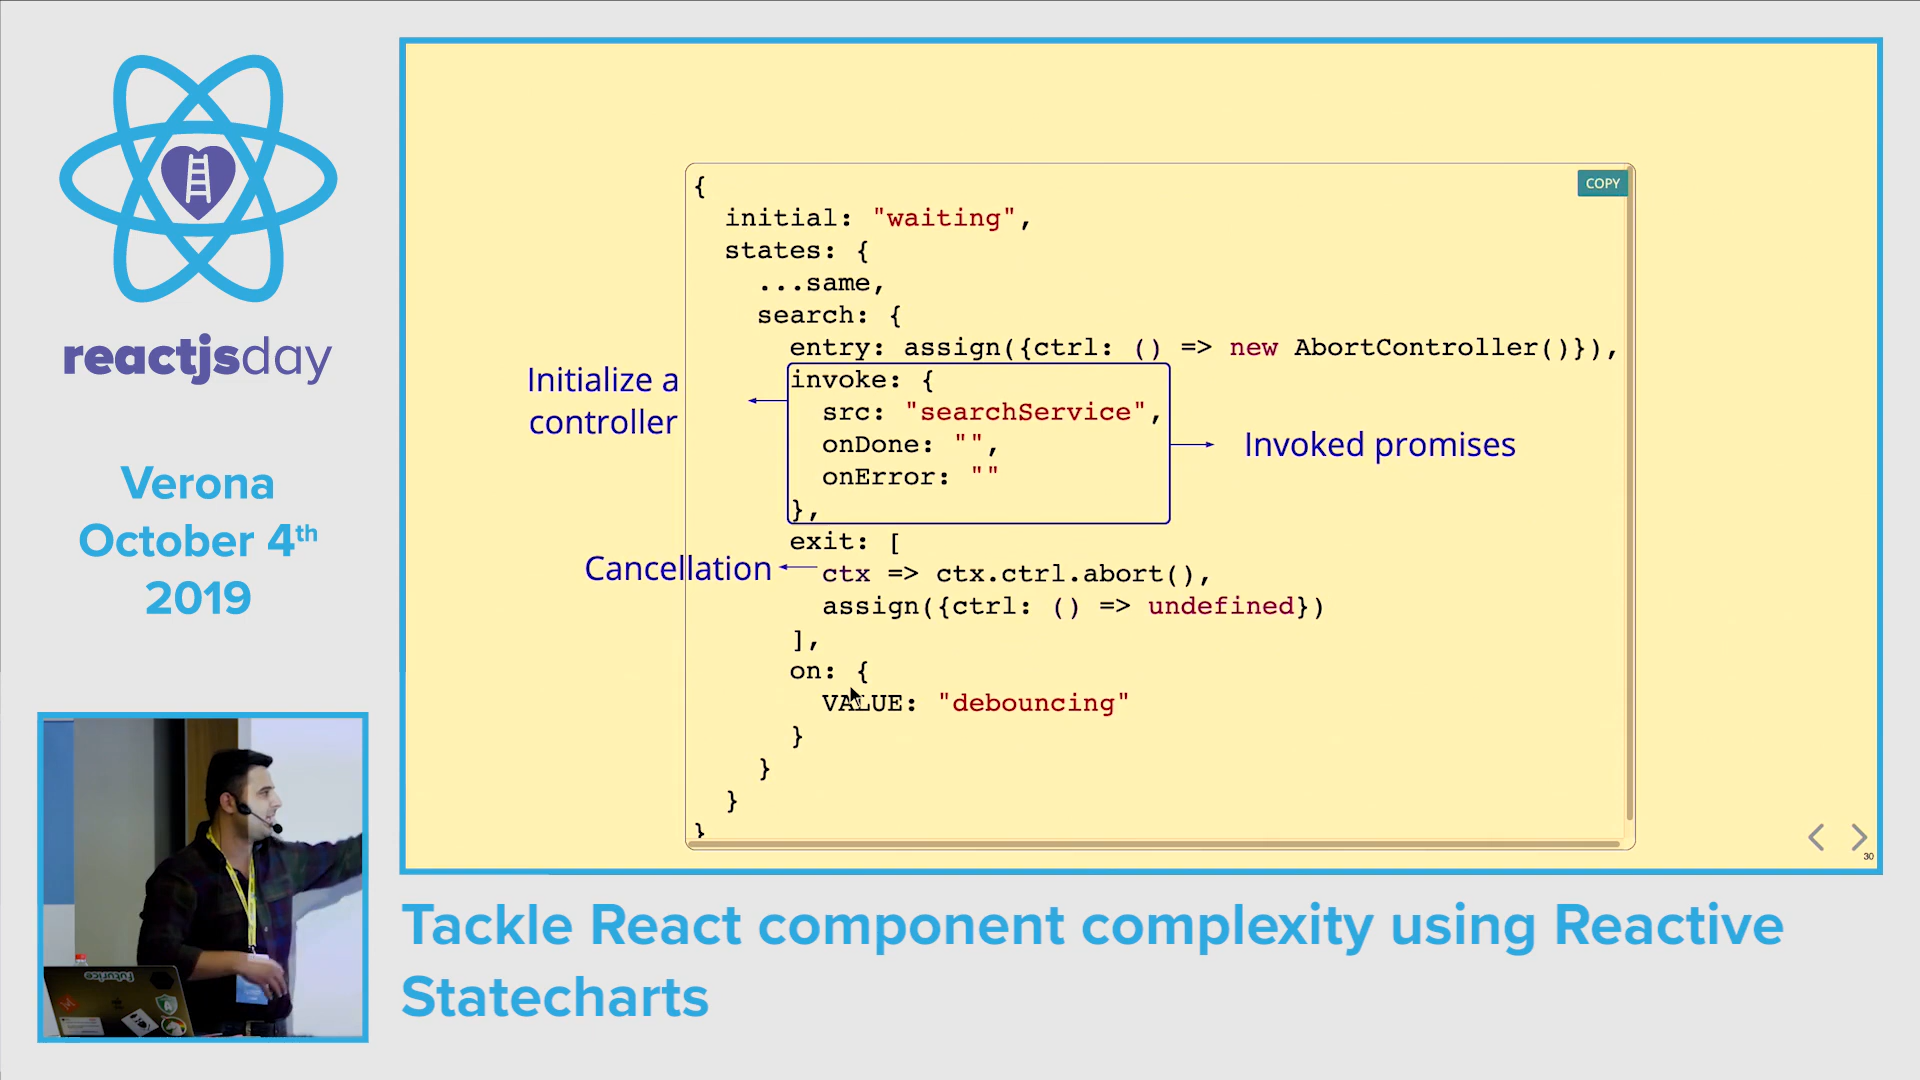 reactjsday
Verona
October 4th
2019
COPY
{
initial: "waiting",
states: {
...same,
search: {
entry: assign({ctrl: () => new AbortController()}),
invoke: {
src: "searchService",
onDone: "",
onError: ""
},
exit: [
ctx => ctx.ctrl.abort(),
assign({ctrl: () => undefined})
],
on: {
VALUE: "debouncing"
}
}
}
}
Initialize a
controller
Invoked promises
Cancellation
30
futurice
Tackle React component complexity using Reactive
Statecharts